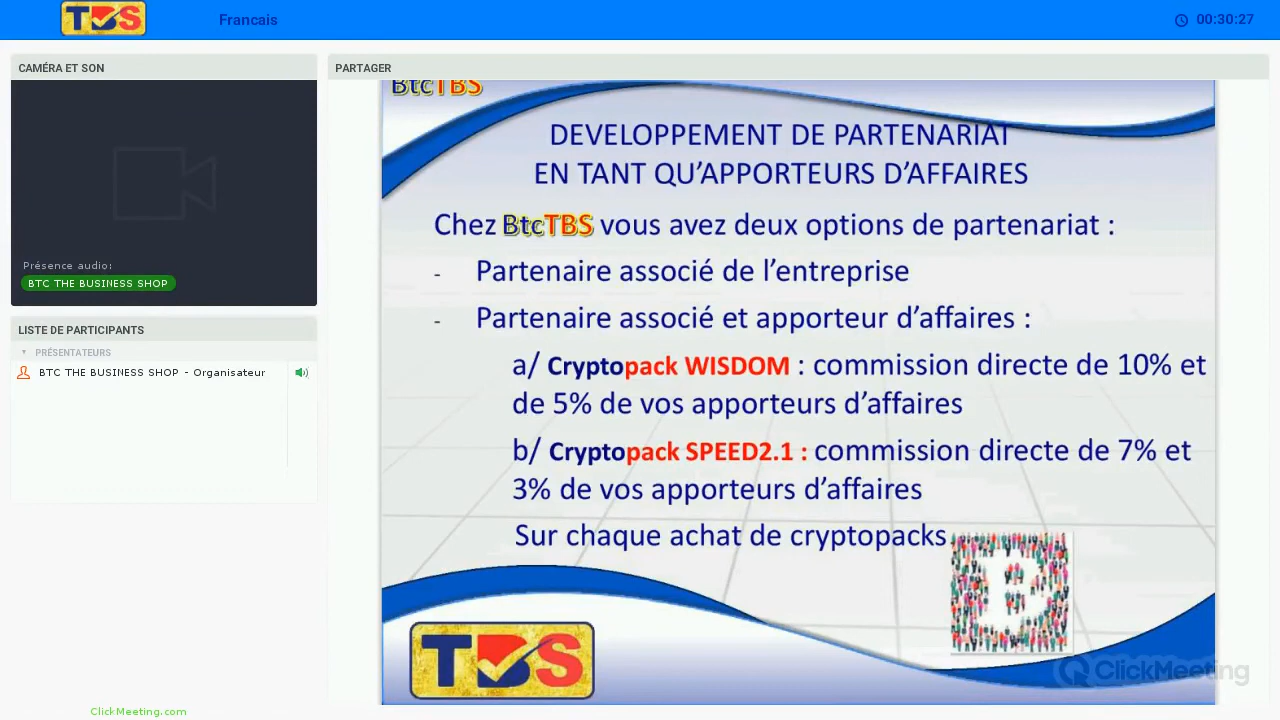 TBS
Francais
00:30:27
CAMÉRA ET SON
Présence audio:
BTC THE BUSINESS SHOP
LISTE DE PARTICIPANTS
PRÉSENTATEURS
BTC THE BUSINESS SHOP - Organisateur
ClickMeeting.com
PARTAGER
BtcTBS
DEVELOPPEMENT DE PARTENARIAT
EN TANT QU’APPORTEURS D’AFFAIRES
Chez BtcTBS vous avez deux options de partenariat :
- Partenaire associé de l’entreprise
- Partenaire associé et apporteur d’affaires :
a/ Cryptopack WISDOM : commission directe de 10% et
de 5% de vos apporteurs d’affaires
b/ Cryptopack SPEED2.1 : commission directe de 7% et
3% de vos apporteurs d’affaires
Sur chaque achat de cryptopacks
TBS
ClickMeeting